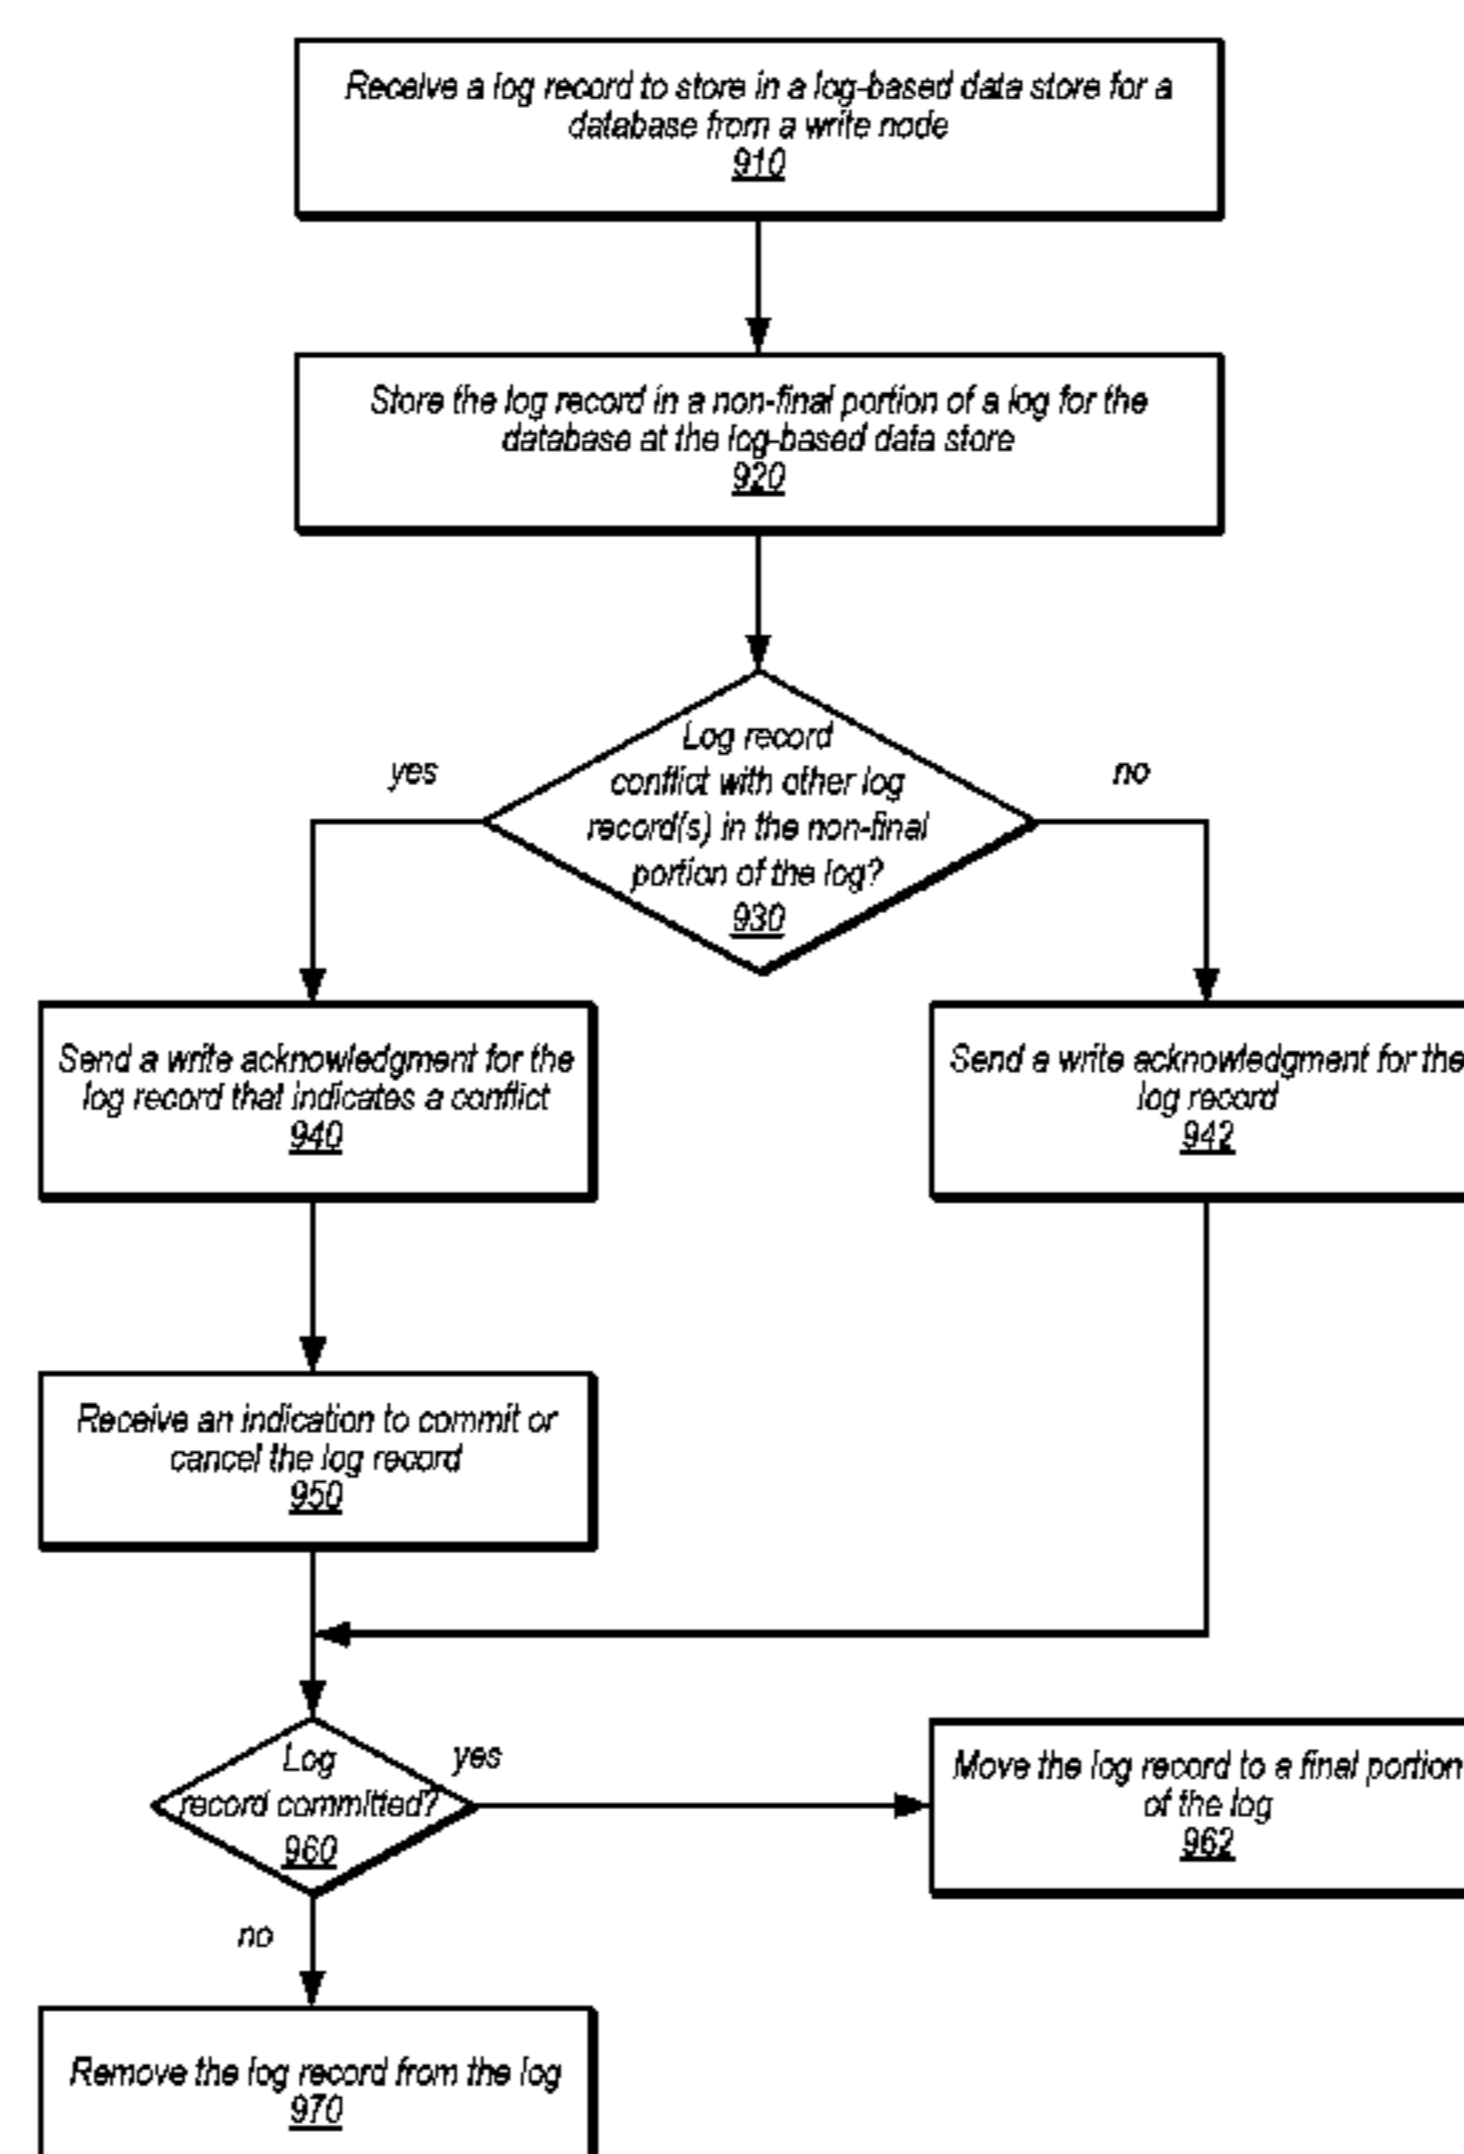 Receive a log record to store in a log-based data store for a
database from a write node
910
Store the log record in a non-final portion of a log for the
database at the log-based data store
920
Log record
conflict with other log
record(s) in the non-final
portion of the log?
930
yes
no
Send a write acknowledgment for the
log record that indicates a conflict
940
Send a write acknowledgment for the
log record
942
Receive an indication to commit or
cancel the log record
950
Log
record committed?
960
yes
no
Move the log record to a final portion
of the log
962
Remove the log record from the log
970